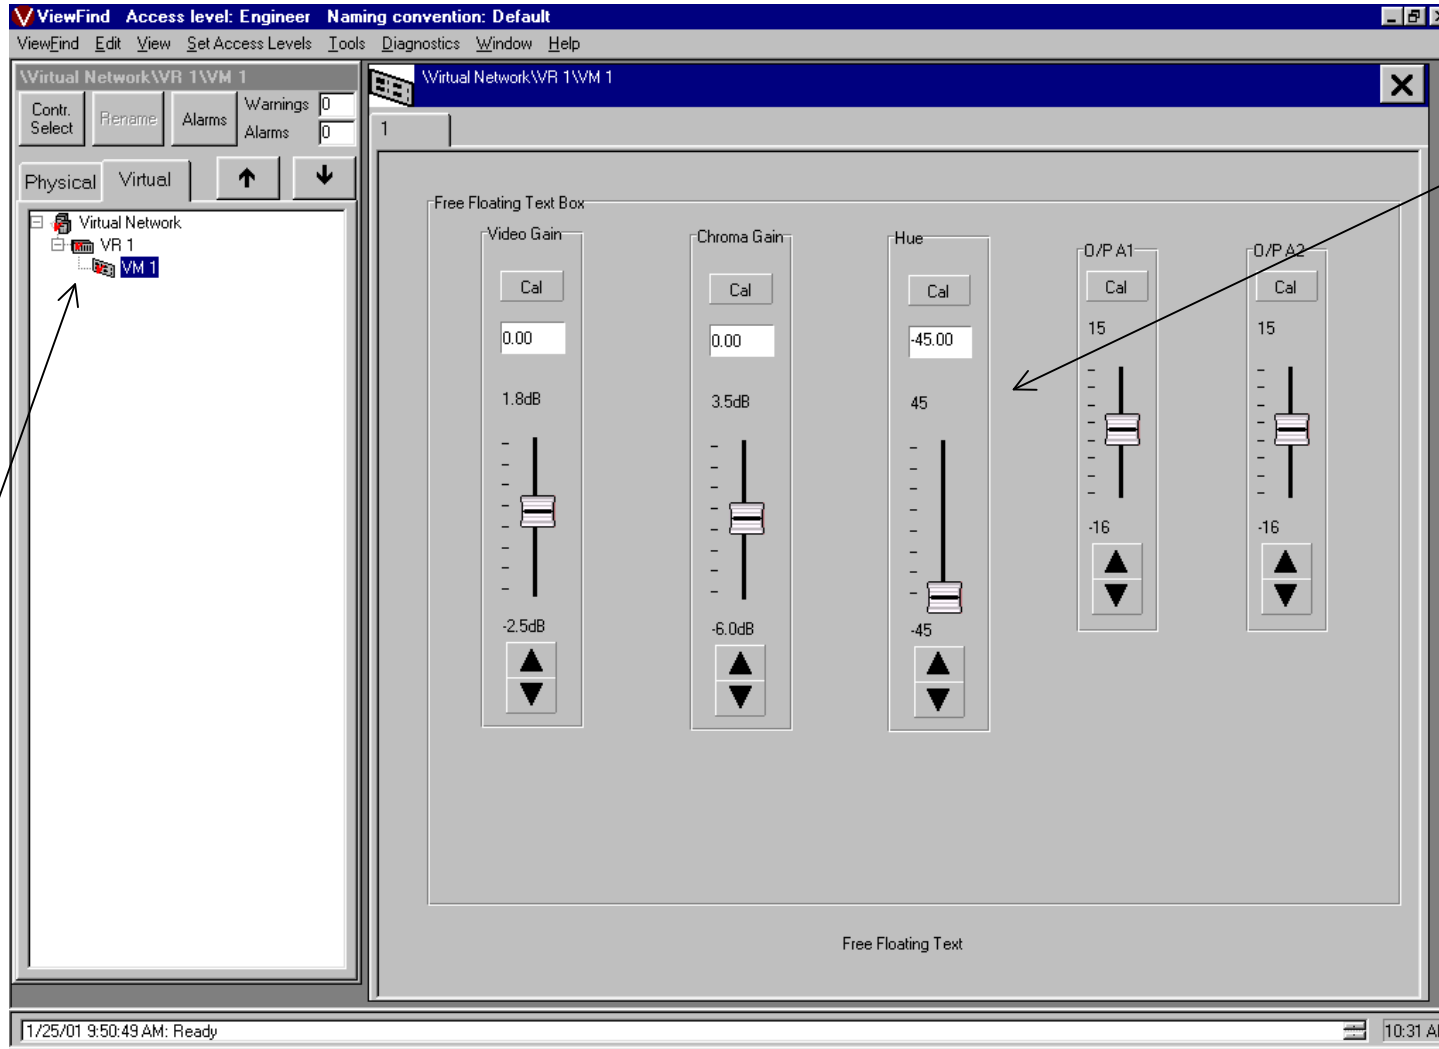 ViewFind Access level: Engineer Naming convention: Default
ViewFind Edit View Set Access Levels Tools Diagnostics Window Help
\Virtual Network\VR 1\VM 1
Contr. Select Rename Alarms
Warnings 0
Alarms 0
Physical Virtual
Virtual Network
VR 1
VM 1
\Virtual Network\VR 1\VM 1
1
Free Floating Text Box
Video Gain
Cal
0.00
1.8dB
-2.5dB
Chroma Gain
Cal
0.00
3.5dB
-6.0dB
Hue
Cal
-45.00
45
-45
O/P A1
Cal
15
-16
O/P A2
Cal
15
-16
Free Floating Text
1/25/01 9:50:49 AM: Ready
10:31